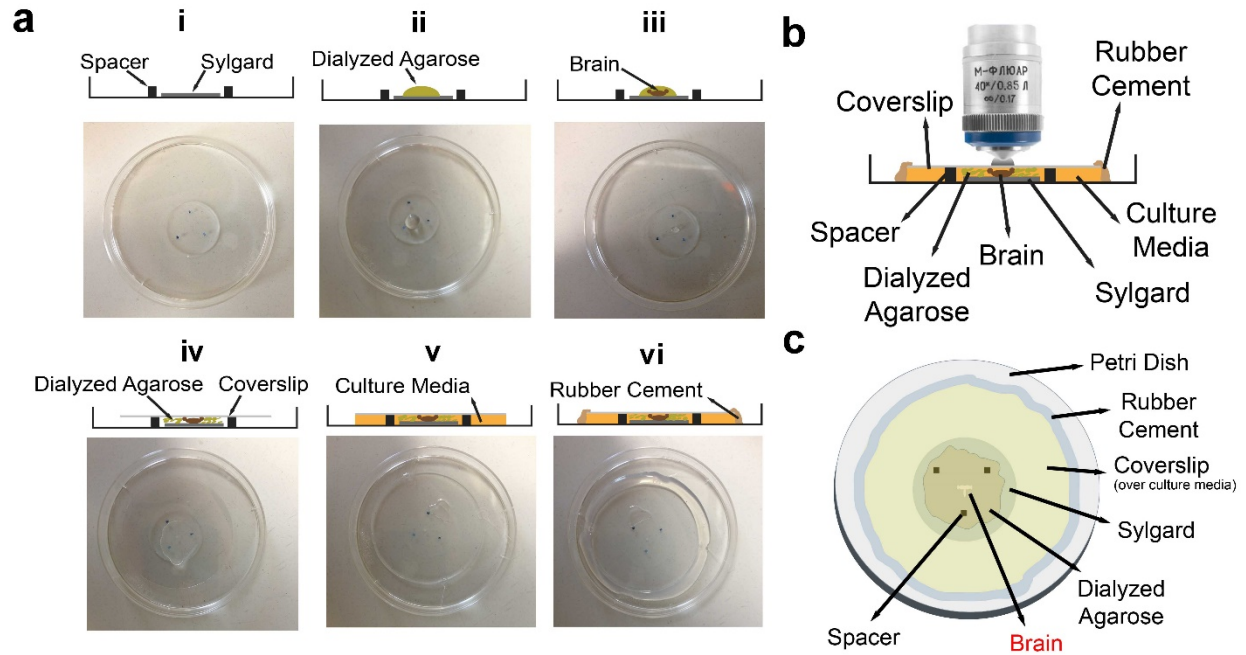 a
i
Spacer
Sylgard
ii
Dialyzed Agarose
iii
Brain
iv
Dialyzed Agarose
Coverslip
v
Culture Media
vi
Rubber Cement
b
М-ФЛЮАР
40×/0.85 Л
∞/0.17
Coverslip
Rubber
Cement
Spacer
Dialyzed
Agarose
Brain
Sylgard
Culture
Media
c
Petri Dish
Rubber
Cement
Coverslip
(over culture media)
Sylgard
Dialyzed
Agarose
Spacer
Brain